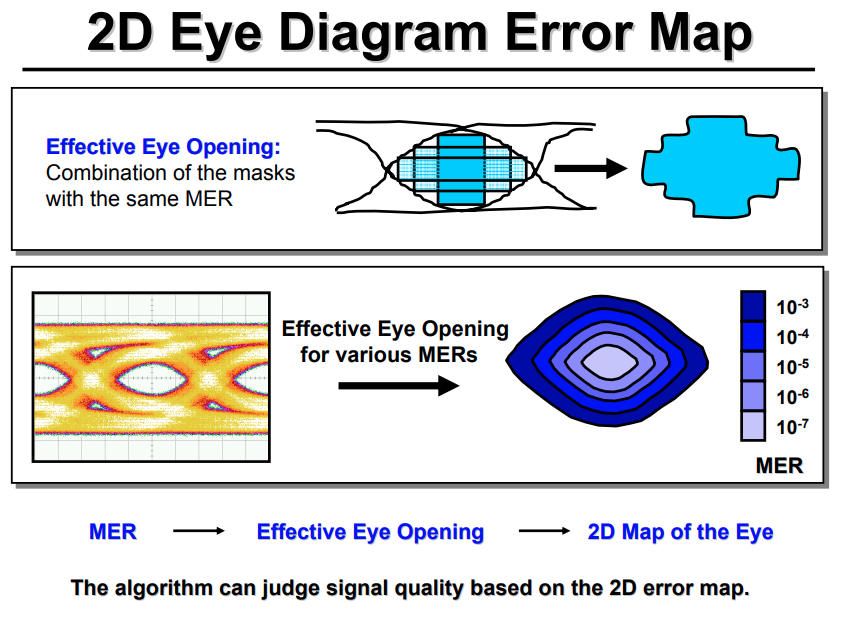 2D Eye Diagram Error Map
Effective Eye Opening:
Combination of the masks
with the same MER
Effective Eye Opening
for various MERs
10-3
10-4
10-5
10-6
10-7
MER
MER
Effective Eye Opening
2D Map of the Eye
The algorithm can judge signal quality based on the 2D error map.